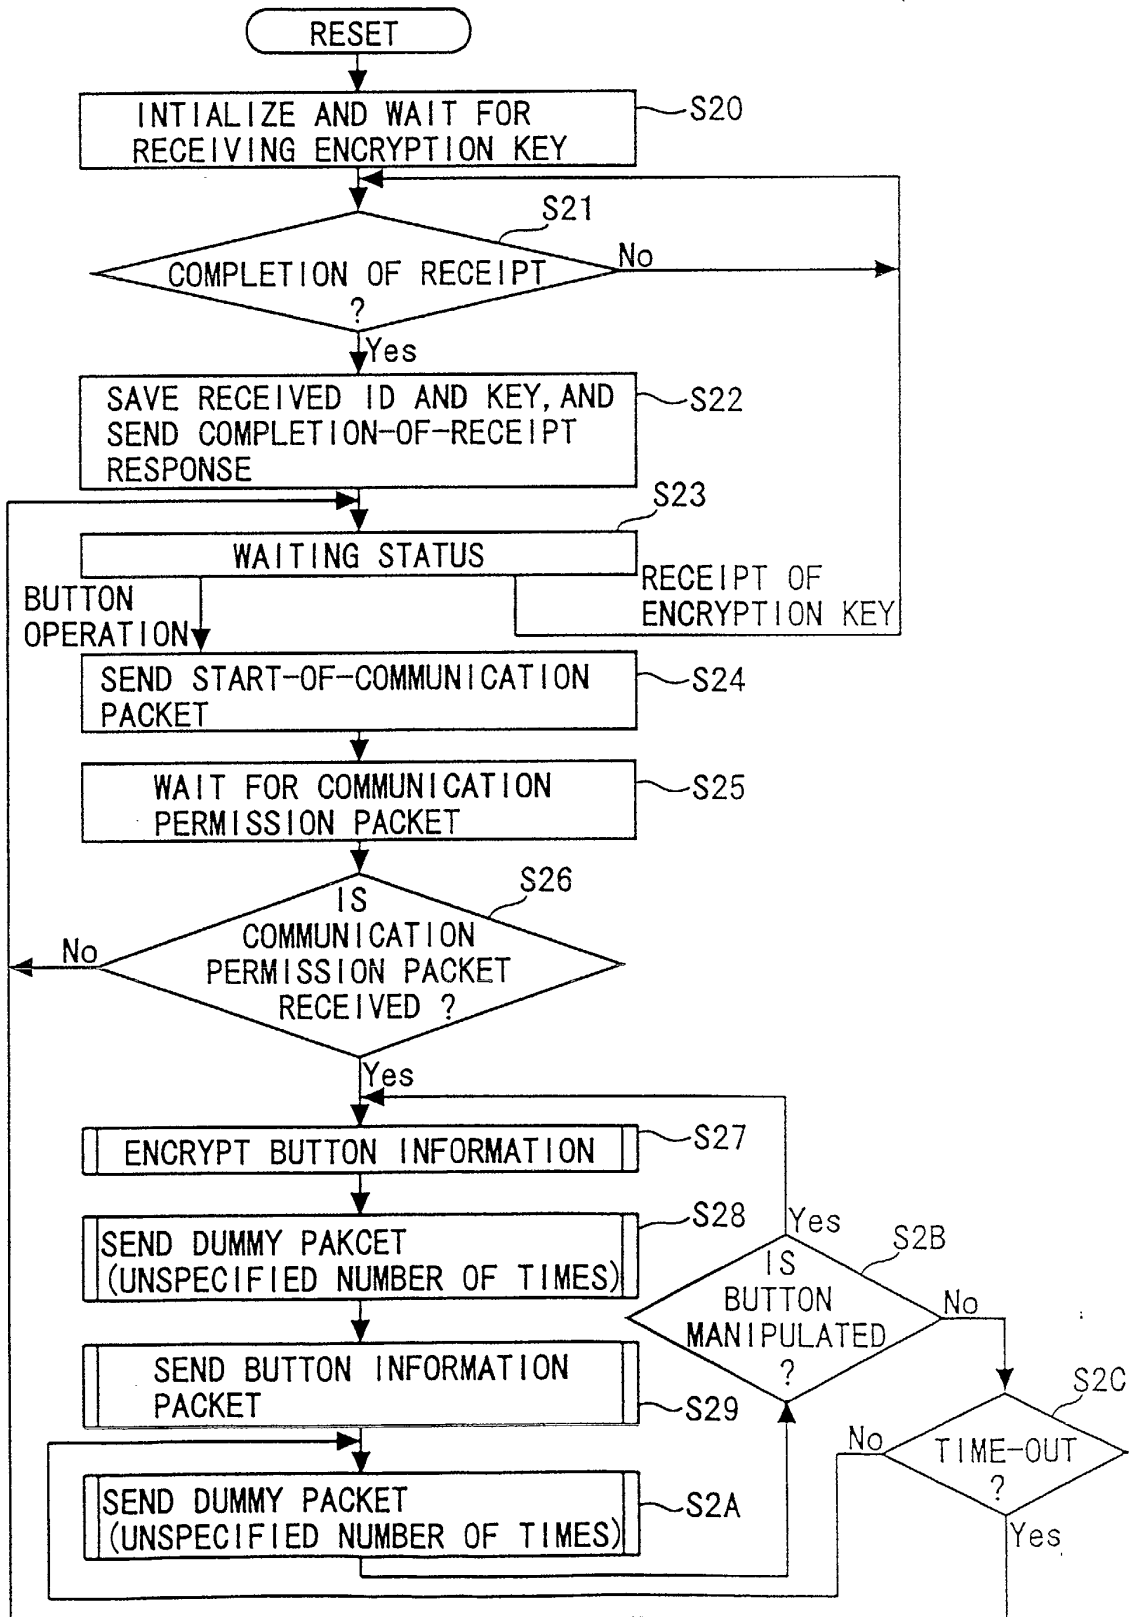 RESET
INTIALIZE AND WAIT FOR
RECEIVING ENCRYPTION KEY
S20
S21
COMPLETION OF RECEIPT
?
No
Yes
SAVE RECEIVED ID AND KEY, AND
SEND COMPLETION-OF-RECEIPT
RESPONSE
S22
S23
WAITING STATUS
BUTTON
OPERATION
RECEIPT OF
ENCRYPTION KEY
SEND START-OF-COMMUNICATION
PACKET
S24
WAIT FOR COMMUNICATION
PERMISSION PACKET
S25
S26
IS
COMMUNICATION
PERMISSION PACKET
RECEIVED ?
No
Yes
ENCRYPT BUTTON INFORMATION
S27
SEND DUMMY PAKCET
(UNSPECIFIED NUMBER OF TIMES)
S28
SEND BUTTON INFORMATION
PACKET
S29
SEND DUMMY PACKET
(UNSPECIFIED NUMBER OF TIMES)
S2A
Yes
S2B
IS
BUTTON
MANIPULATED
?
No
S2C
No
TIME-OUT
?
Yes